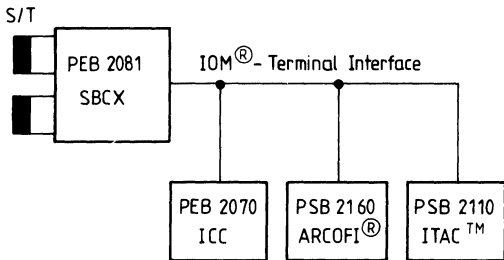 S/T
PEB 2081
SBCX
IOM® - Terminal Interface
PEB 2070
ICC
PSB 2160
ARCOFI®
PSB 2110
ITAC™